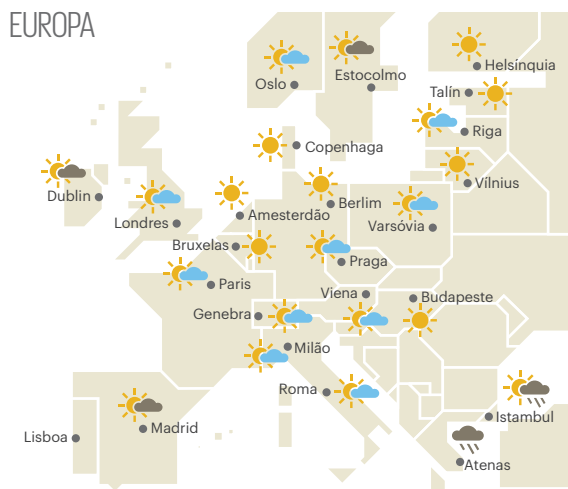 EUROPA
Oslo
Estocolmo
Helsínquia
Talín
Riga
Copenhaga
Vílnius
Dublin
Londres
Amesterdão
Berlim
Varsóvia
Bruxelas
Praga
Paris
Viena
Budapeste
Genebra
Milão
Roma
Madrid
Lisboa
Istambul
Atenas